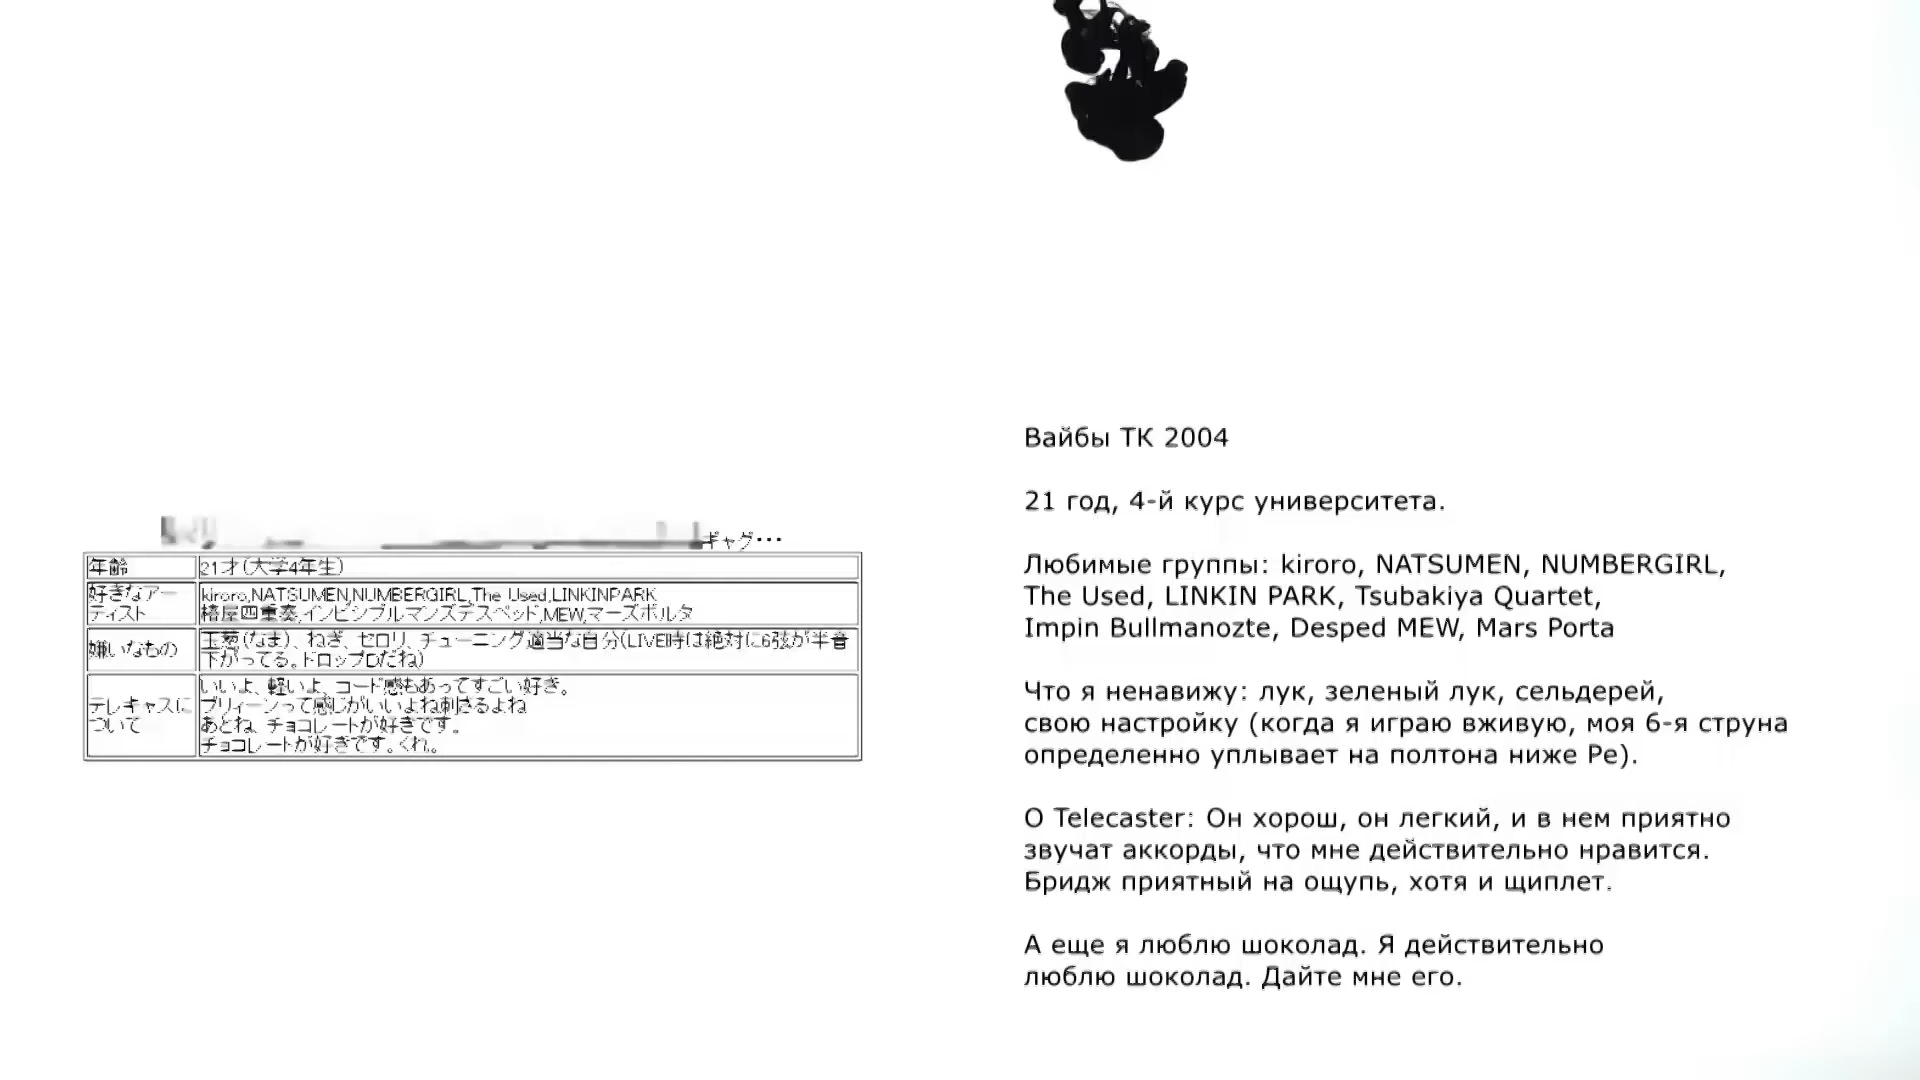 ギャグ・・・
年齢
21才(大学4年生)
好きなアー
ティスト
kiroro,NATSUMEN,NUMBERGIRL,The Used,LINKINPARK
椿屋四重奏,インビシブルマンズデスベッド,MEW,マーズボルタ
嫌いなもの
玉葱(なま)、ねぎ、セロリ、チューニング適当な自分(LIVE時は絶対に6弦が半音
下がってる。ドロップDだね)
テレキャスに
ついて
いいよ、軽いよ、コード感もあってすごい好き。
ブリィーンって感じがいいよね刺さるよね
あとね、チョコレートが好きです。
チョコレートが好きです。くれ。
Вайбы ТК 2004
21 год, 4-й курс университета.
Любимые группы: kiroro, NATSUMEN, NUMBERGIRL,
The Used, LINKIN PARK, Tsubakiya Quartet,
Impin Bullmanozte, Desped MEW, Mars Porta
Что я ненавижу: лук, зеленый лук, сельдерей,
свою настройку (когда я играю вживую, моя 6-я струна
определенно уплывает на полтона ниже Ре).
О Telecaster: Он хорош, он легкий, и в нем приятно
звучат аккорды, что мне действительно нравится.
Бридж приятный на ощупь, хотя и щиплет.
А еще я люблю шоколад. Я действительно
люблю шоколад. Дайте мне его.